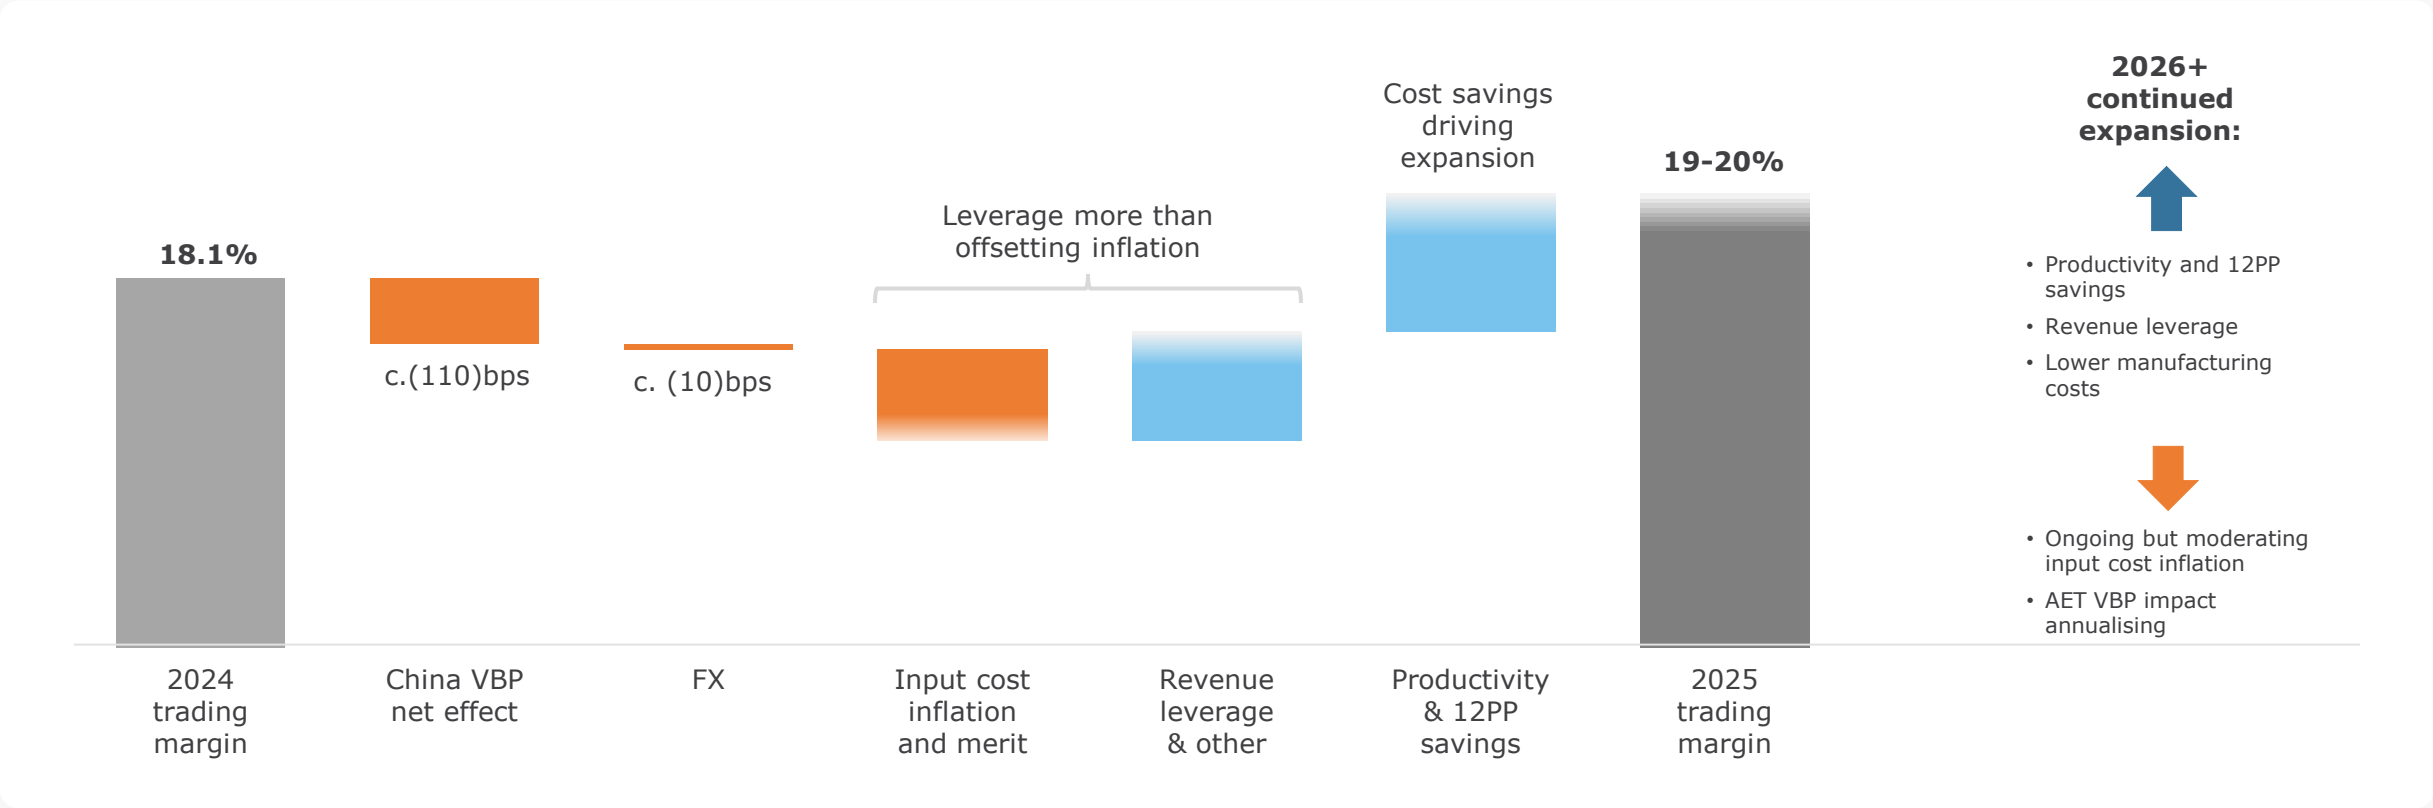 18.1%
c.(110)bps
c. (10)bps
Leverage more than
offsetting inflation
Cost savings
driving
expansion
19-20%
2024
trading
margin
China VBP
net effect
FX
Input cost
inflation
and merit
Revenue
leverage
& other
Productivity
& 12PP
savings
2025
trading
margin
2026+
continued
expansion:
• Productivity and 12PP
savings
• Revenue leverage
• Lower manufacturing
costs
• Ongoing but moderating
input cost inflation
• AET VBP impact
annualising